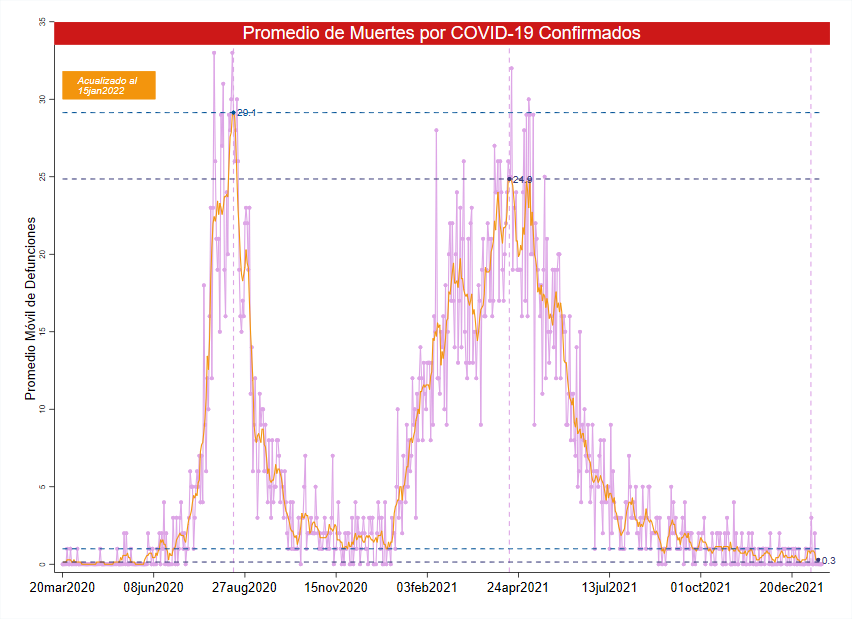 Promedio de Muertes por COVID-19 Confirmados
Acualizado al
15jan2022
Promedio Móvil de Defunciones
35
30
25
20
15
10
5
0
29.1
24.9
0.3
20mar2020 08jun2020 27aug2020 15nov2020 03feb2021 24apr2021 13jul2021 01oct2021 20dec2021